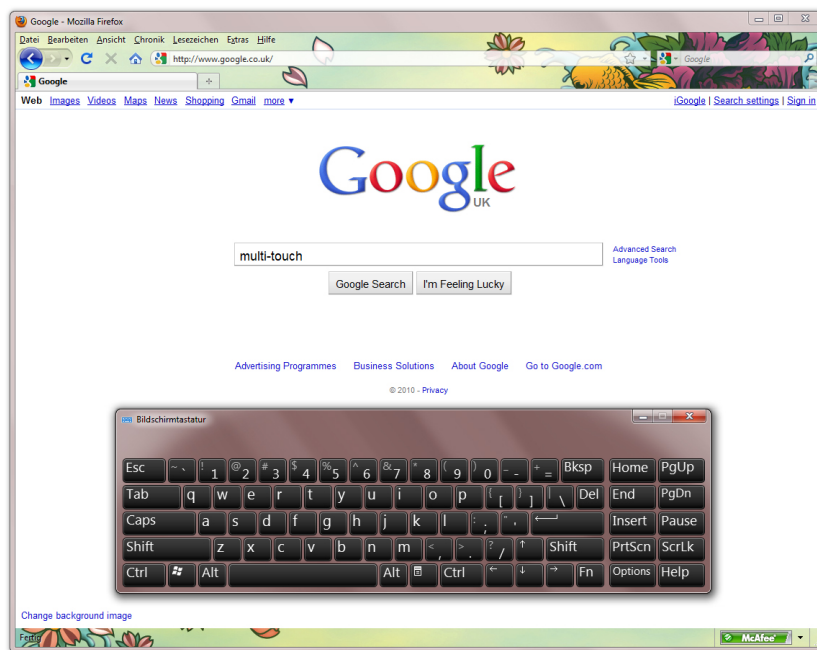 Google - Mozilla Firefox
Datei Bearbeiten Ansicht Chronik Lesezeichen Extras Hilfe
http://www.google.co.uk/ Google
Google
Web Images Videos Maps News Shopping Gmail more ▼ iGoogle | Search settings | Sign in
Google
UK
multi-touch
Advanced Search
Language Tools
Google Search I'm Feeling Lucky
Advertising Programmes Business Solutions About Google Go to Google.com
© 2010 - Privacy
Bildschirmtastatur
Esc ~ ` ! 1 @ 2 # 3 $ 4 % 5 ^ 6 & 7 * 8 ( 9 ) 0 _ - + = Bksp Home PgUp
Tab q w e r t y u i o p { [ } ] | \ Del End PgDn
Caps a s d f g h j k l : ; " ' Insert Pause
Shift z x c v b n m < , > . ? / ↑ Shift PrtScn ScrLk
Ctrl Alt Alt Ctrl ← ↓ → Fn Options Help
Change background image
Fertig McAfee